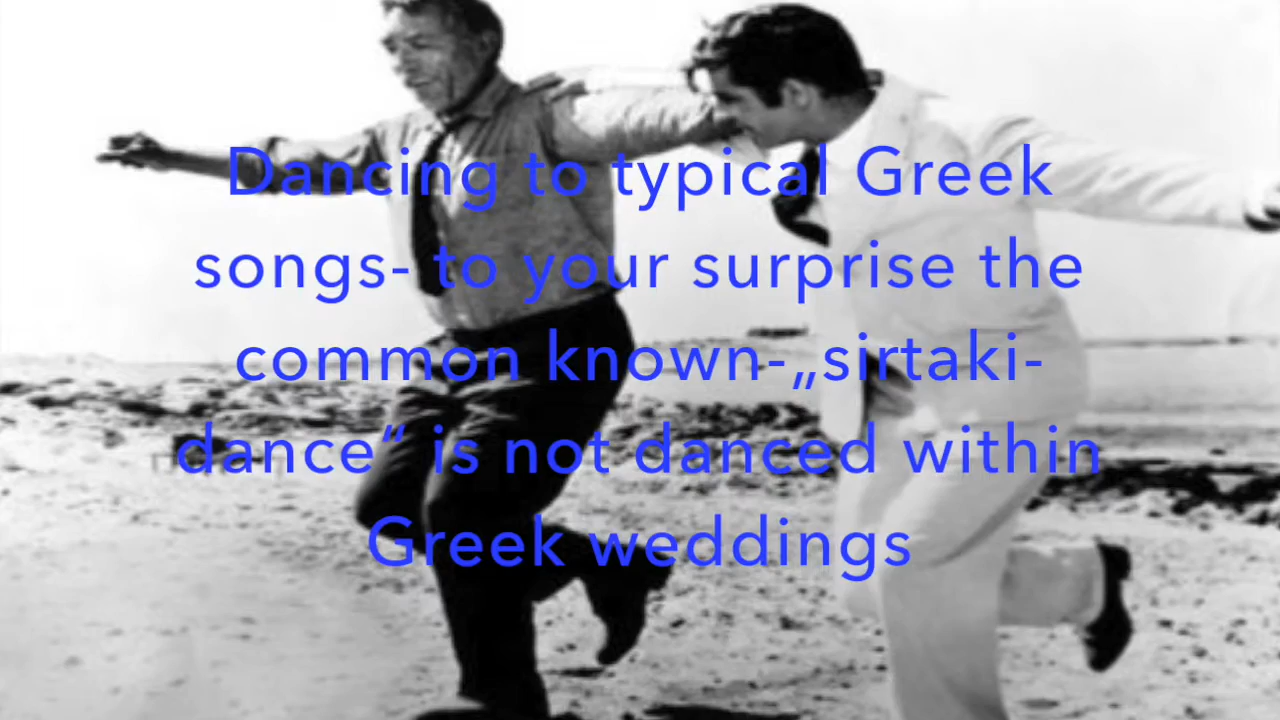 Dancing to typical Greek
songs- to your surprise the
common known-„sirtaki-
dance“ is not danced within
Greek weddings